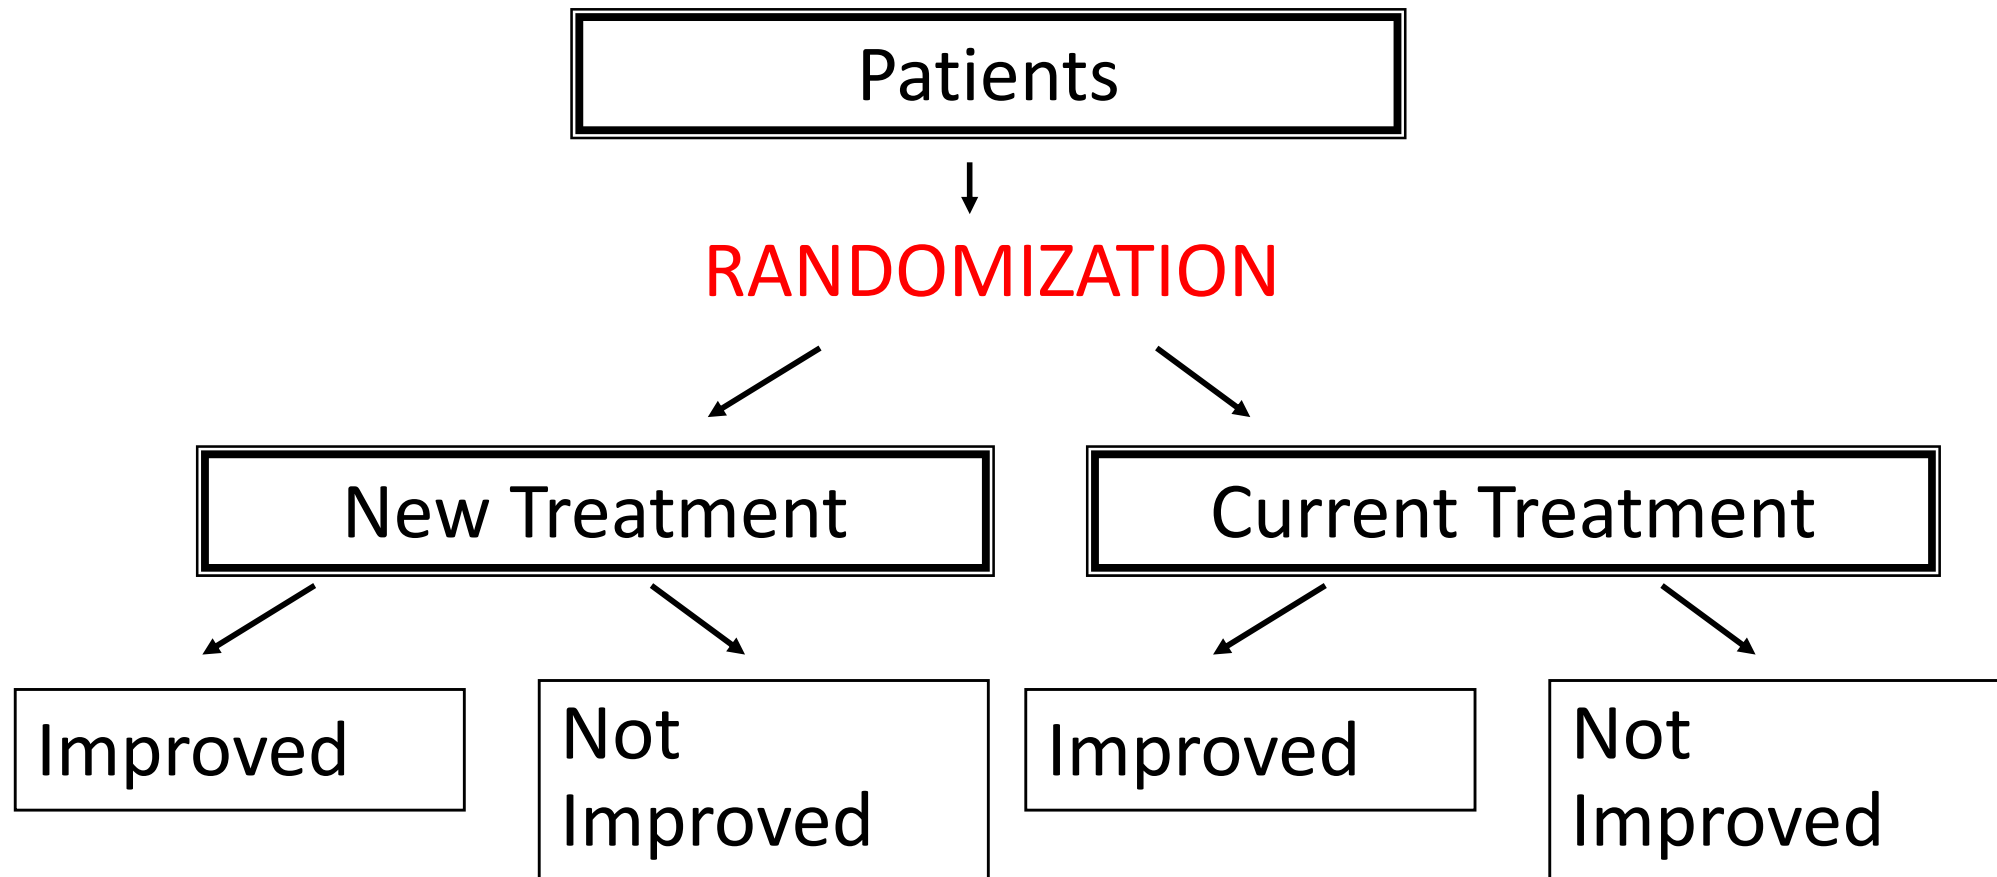 Patients
RANDOMIZATION
New Treatment
Current Treatment
Improved
Not
Improved
Improved
Not
Improved